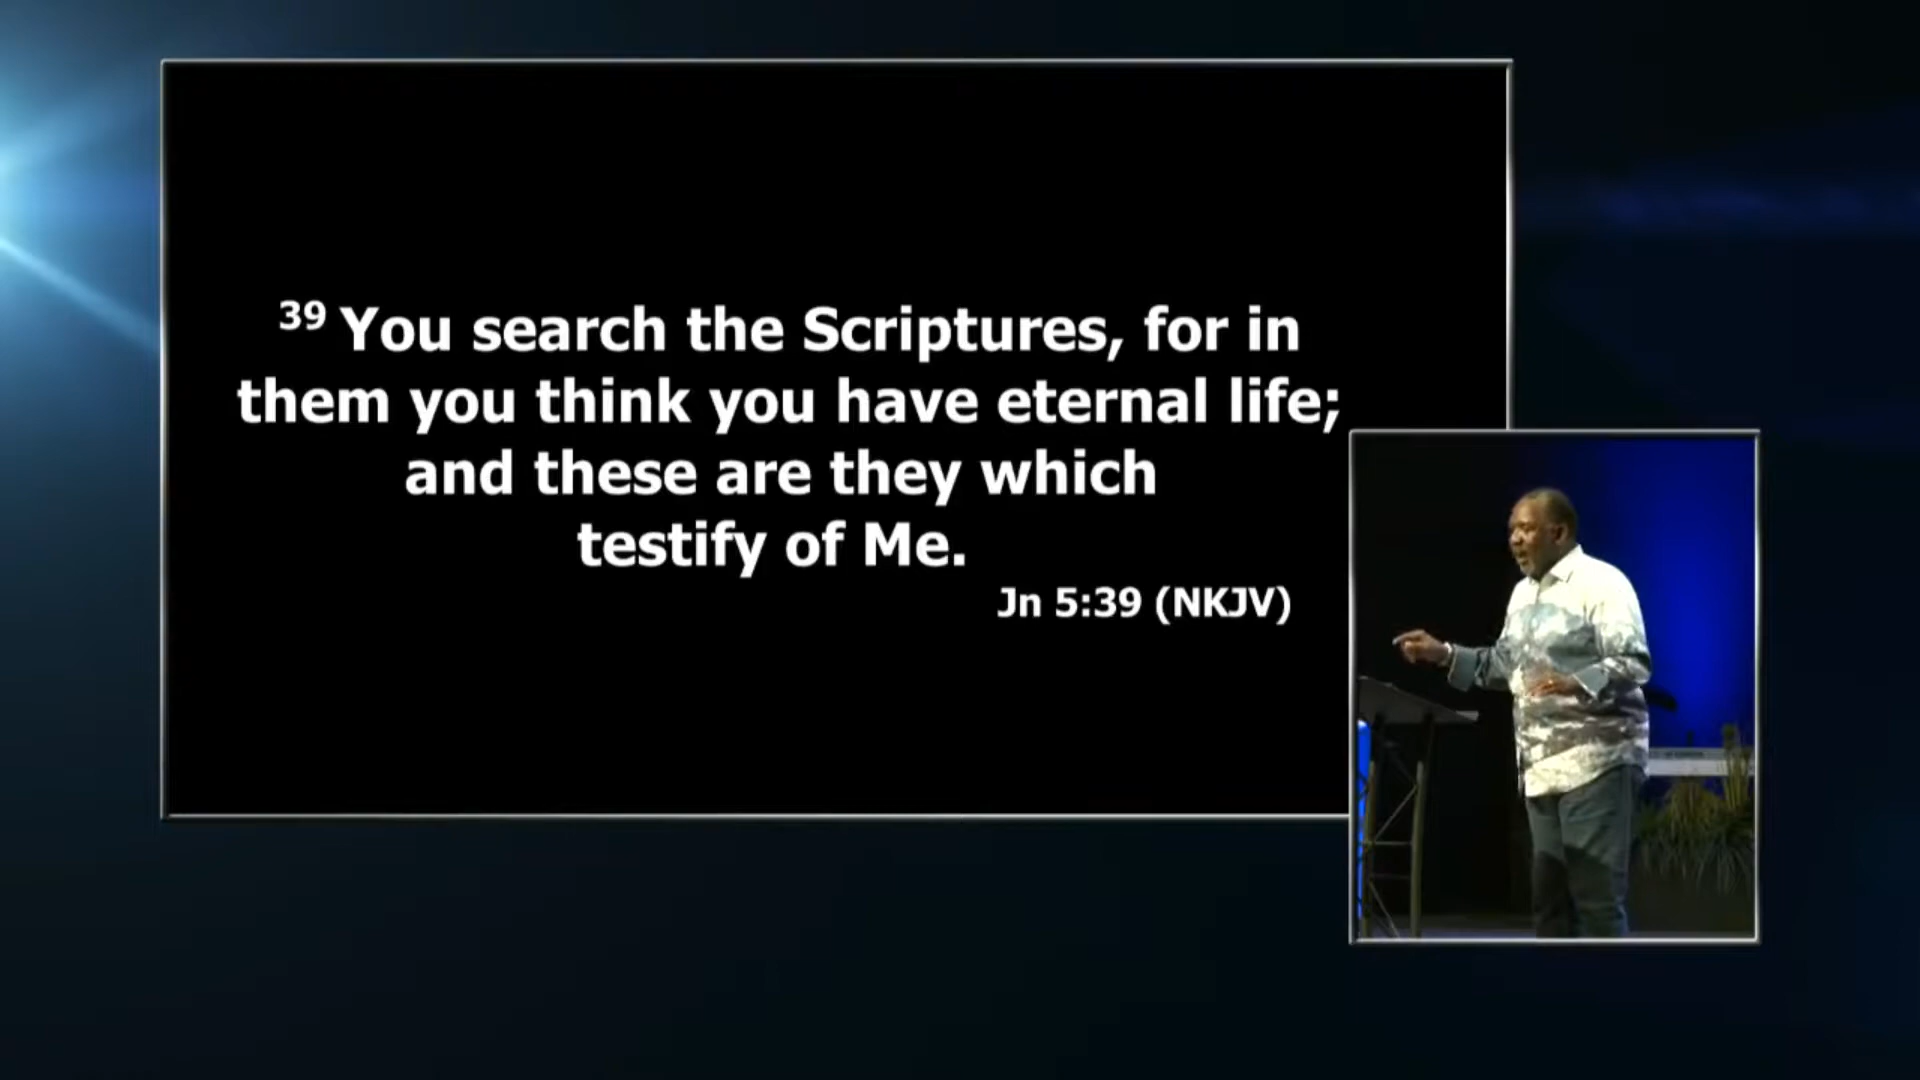 39 You search the Scriptures, for in
them you think you have eternal life;
and these are they which
testify of Me.
Jn 5:39 (NKJV)